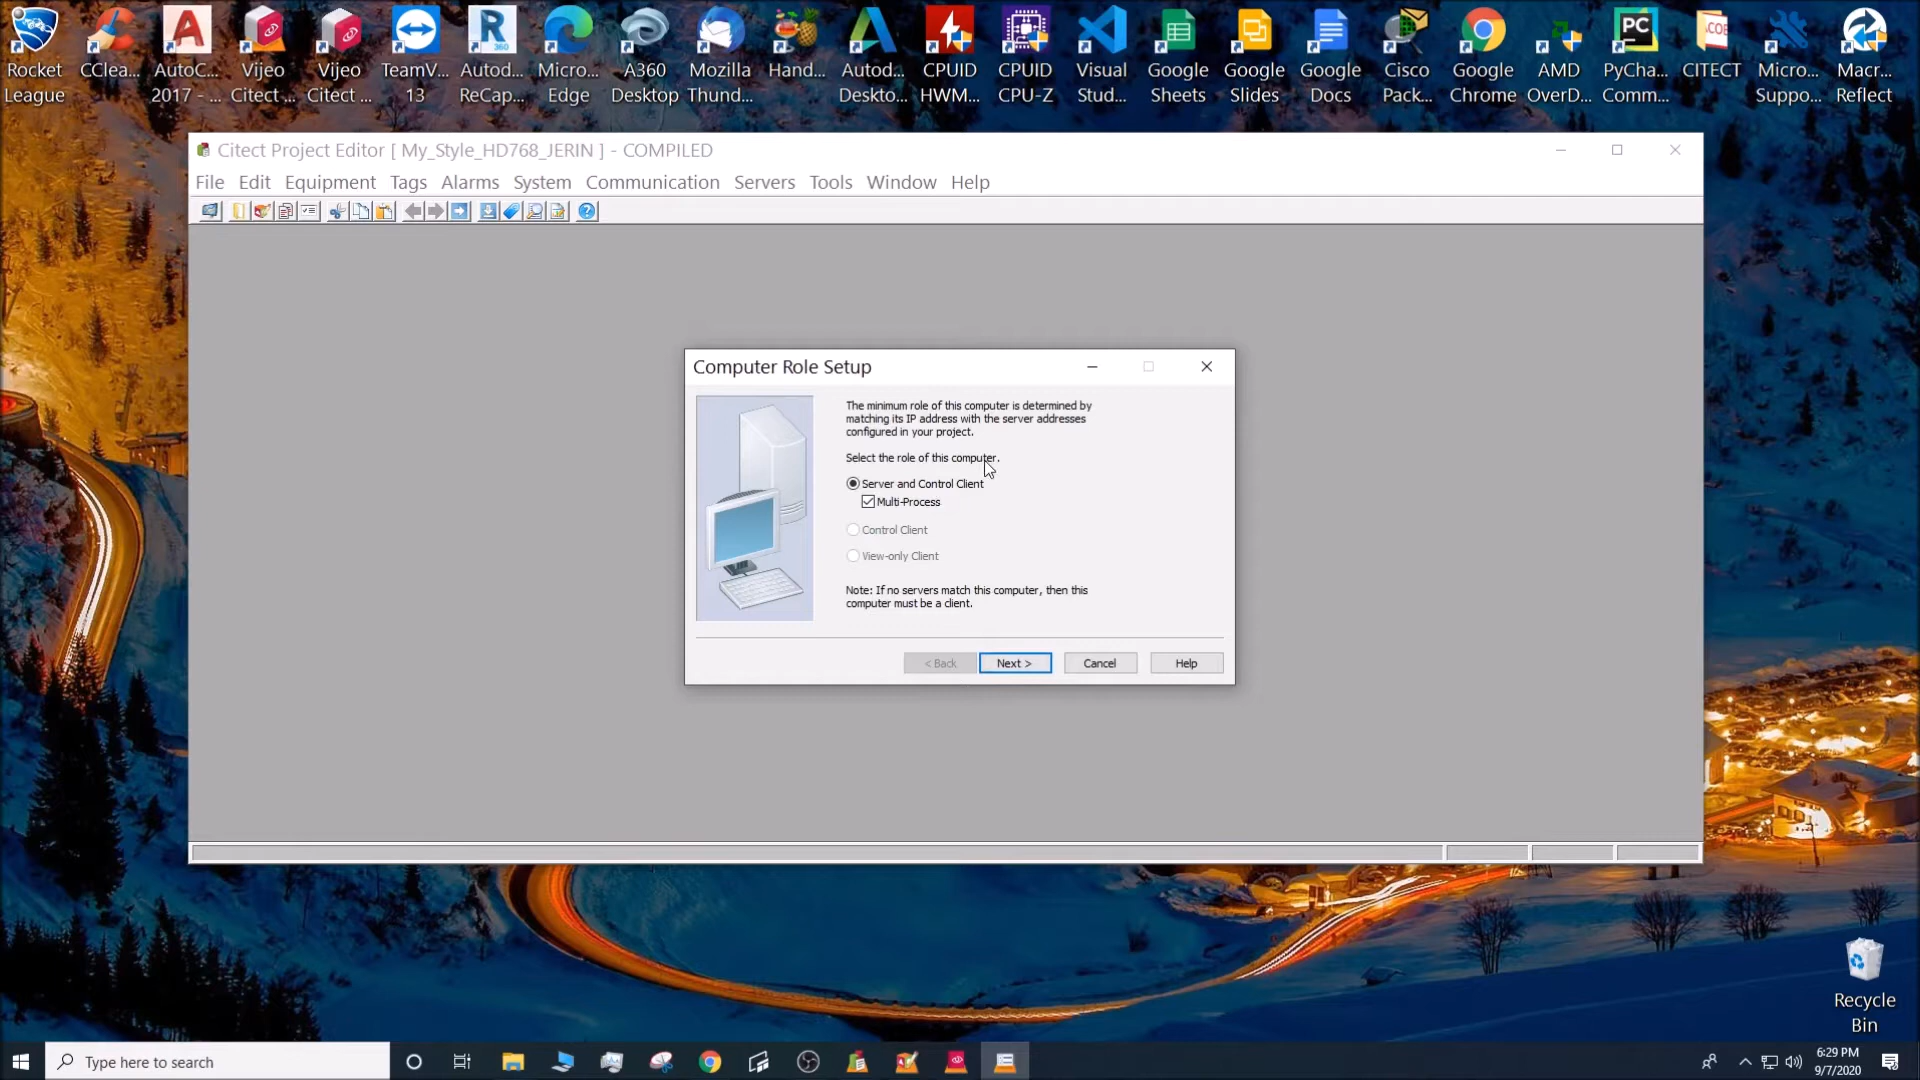 Rocket League
CClea...
AutoC... 2017 - ...
Vijeo Citect ...
Vijeo Citect ...
TeamV... 13
Autod... ReCap...
Micro... Edge
A360 Desktop
Mozilla Thund...
Hand...
Autod... Deskto...
CPUID HWM...
CPUID CPU-Z
Visual Stud...
Google Sheets
Google Slides
Google Docs
Cisco Pack...
Google Chrome
AMD OverD...
PyCha... Comm...
CITECT
Micro... Suppo...
Macr... Reflect
Citect Project Editor [ My_Style_HD768_JERIN ] - COMPILED
File Edit Equipment Tags Alarms System Communication Servers Tools Window Help
Computer Role Setup
The minimum role of this computer is determined by
matching its IP address with the server addresses
configured in your project.
Select the role of this computer.
Server and Control Client
Multi-Process
Control Client
View-only Client
Note: If no servers match this computer, then this
computer must be a client.
< Back Next > Cancel Help
Recycle Bin
Type here to search
6:29 PM
9/7/2020